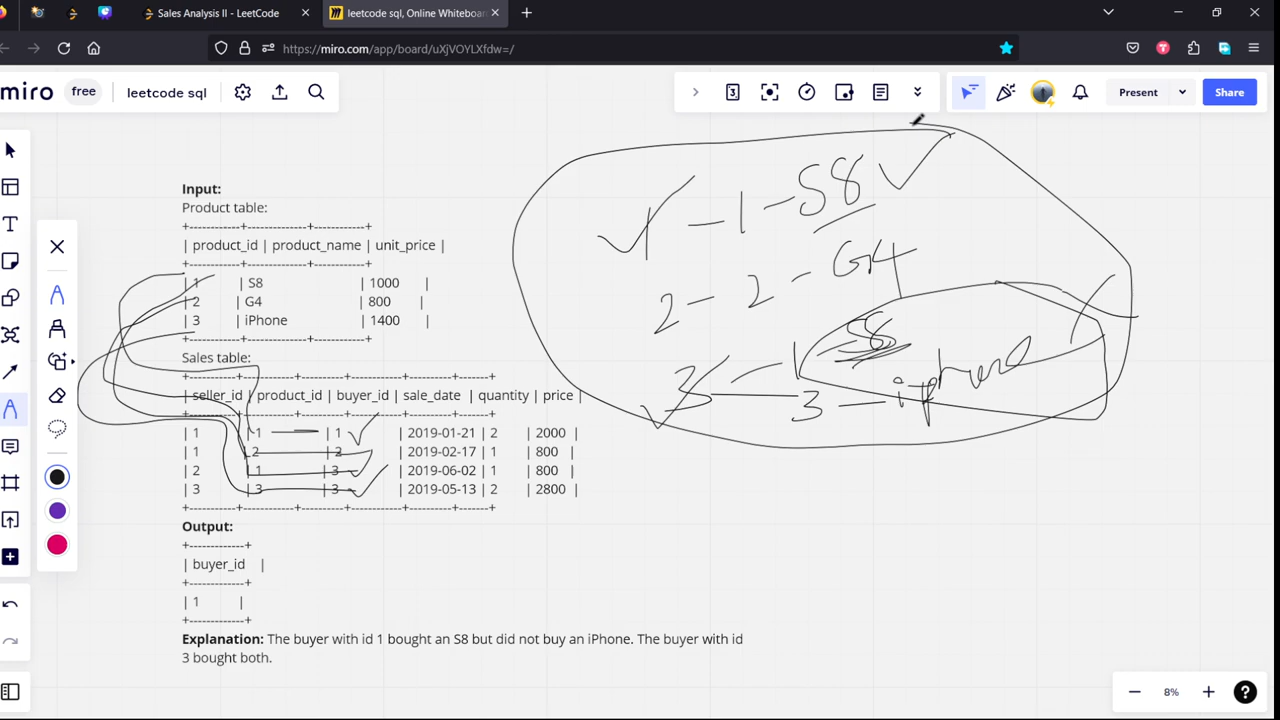 Sales Analysis II - LeetCode
leetcode sql, Online Whiteboard
https://miro.com/app/board/uXjVOYLXfdw=/
miro free leetcode sql
3
Present
Share
Input:
Product table:
+------------+-------------+-----------+
| product_id | product_name | unit_price |
+------------+-------------+-----------+
| 1 | S8 | 1000 |
| 2 | G4 | 800 |
| 3 | iPhone | 1400 |
+------------+-------------+-----------+
Sales table:
+-----------+------------+----------+------------+----------+-------+
| seller_id | product_id | buyer_id | sale_date | quantity | price |
+-----------+------------+----------+------------+----------+-------+
| 1 | 1 | 1 | 2019-01-21 | 2 | 2000 |
| 1 | 2 | 2 | 2019-02-17 | 1 | 800 |
| 2 | 1 | 3 | 2019-06-02 | 1 | 800 |
| 3 | 3 | 3 | 2019-05-13 | 2 | 2800 |
+-----------+------------+----------+------------+----------+-------+
Output:
+-------------+
| buyer_id |
+-------------+
| 1 |
+-------------+
Explanation: The buyer with id 1 bought an S8 but did not buy an iPhone. The buyer with id
3 bought both.
- 1 - S8
2 - 2 - G4
3 - 1 - S8
3 - iphone
8%